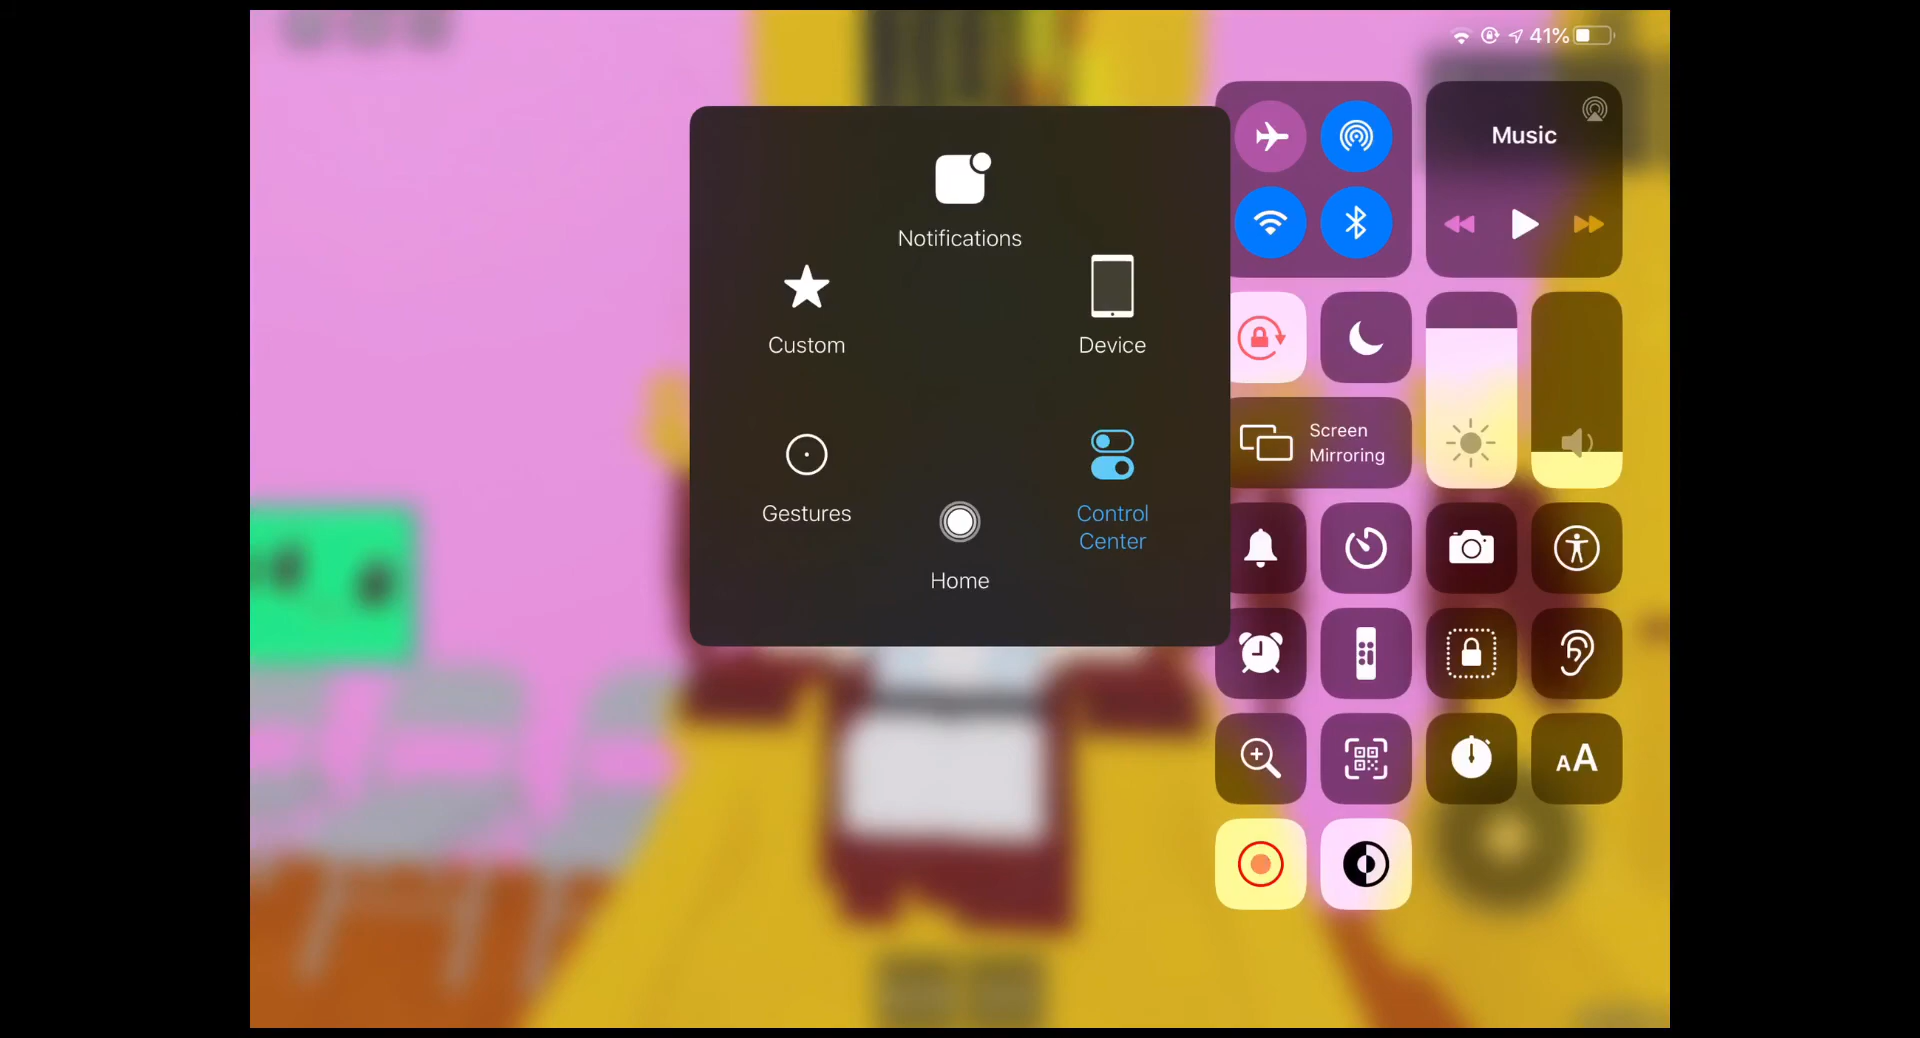 41%
Music
Notifications
Custom
Device
Screen
Mirroring
Gestures
Control
Center
Home
AA